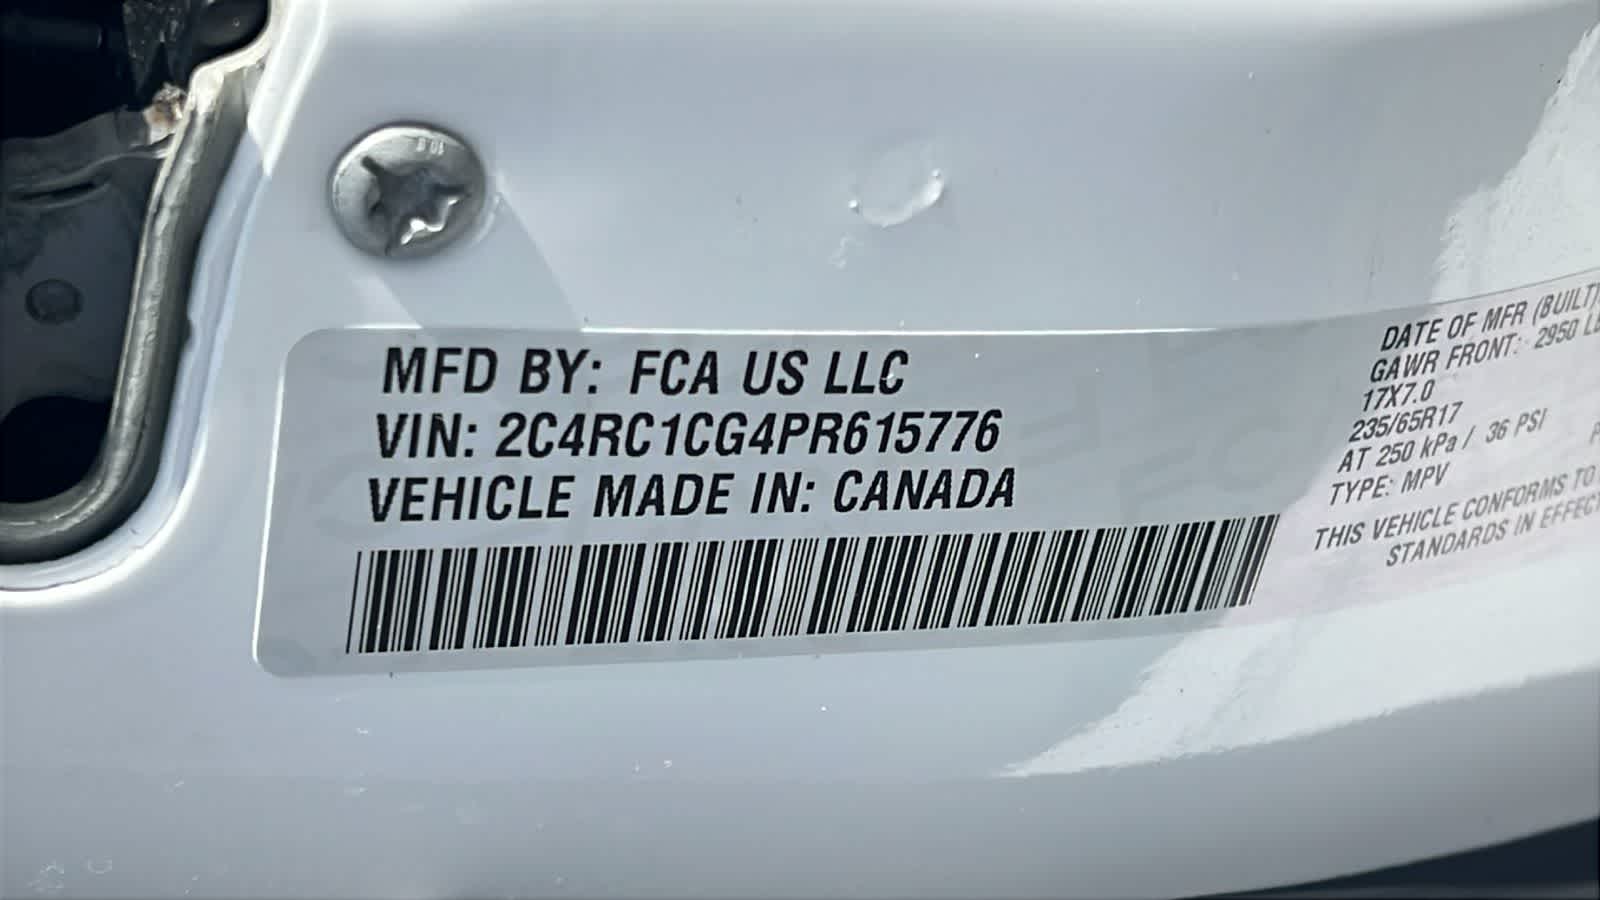 MFD BY: FCA US LLC
VIN: 2C4RC1CG4PR615776
VEHICLE MADE IN: CANADA
DATE OF MFR (BUILT)
GAWR FRONT: 2950
17X7.0
235/65R17
AT 250 kPa / 36 PSI
TYPE: MPV
THIS VEHICLE CONFORMS TO
STANDARDS IN EFFECT